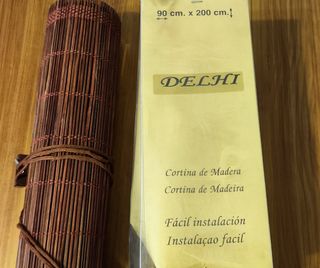 90 cm. x 200 cm.
DELHI
Cortina de Madera
Cortina de Madeira
Fácil instalación
Instalaçao facil